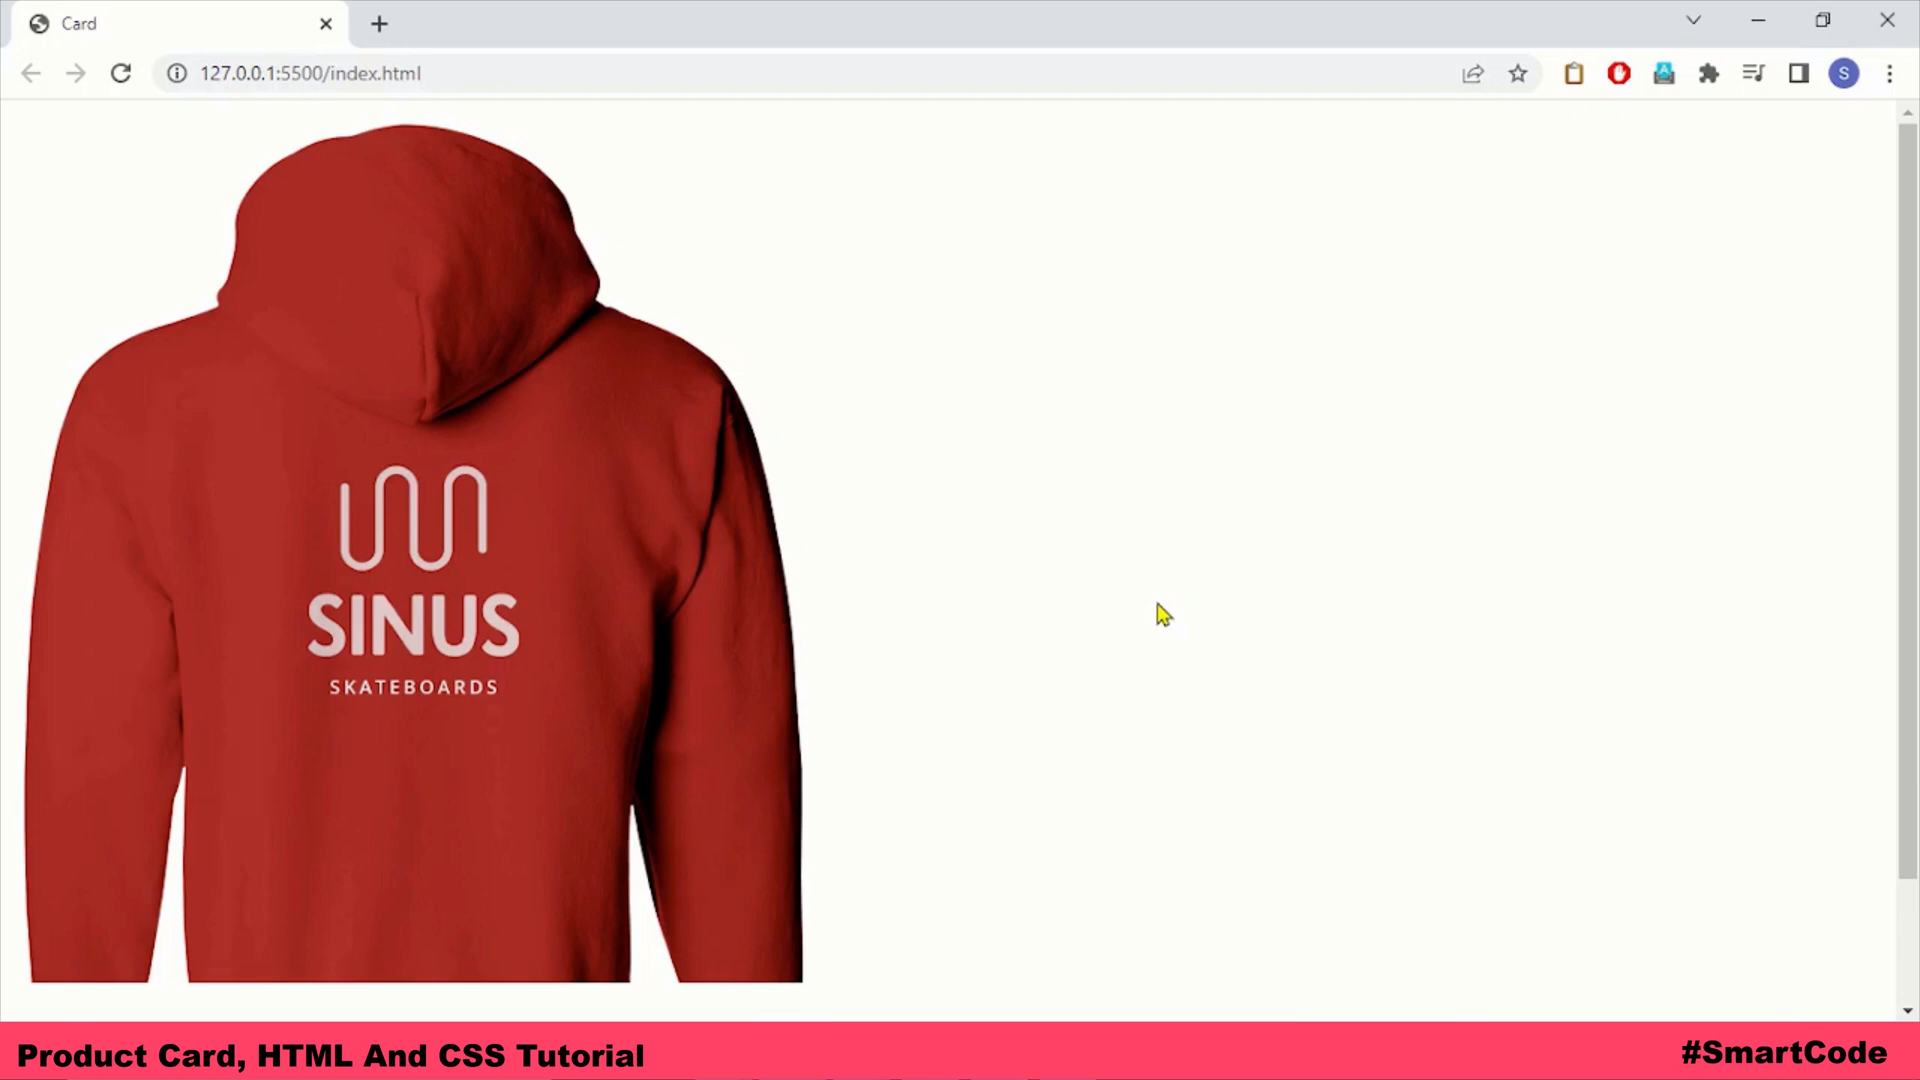 Card
127.0.0.1:5500/index.html
S
SINUS
SKATEBOARDS
Product Card, HTML And CSS Tutorial
#SmartCode